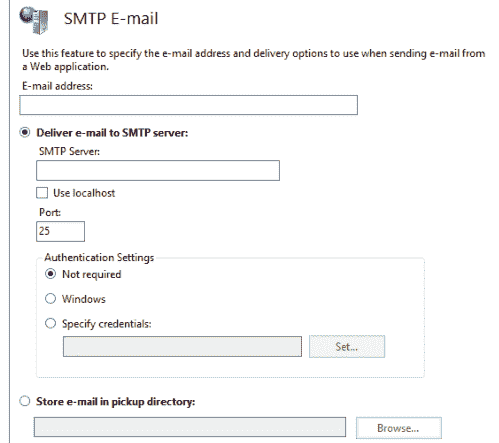 SMTP E-mail
Use this feature to specify the e-mail address and delivery options to use when sending e-mail from
a Web application.
E-mail address:
Deliver e-mail to SMTP server:
SMTP Server:
Use localhost
Port:
25
Authentication Settings
Not required
Windows
Specify credentials:
Set...
Store e-mail in pickup directory:
Browse...